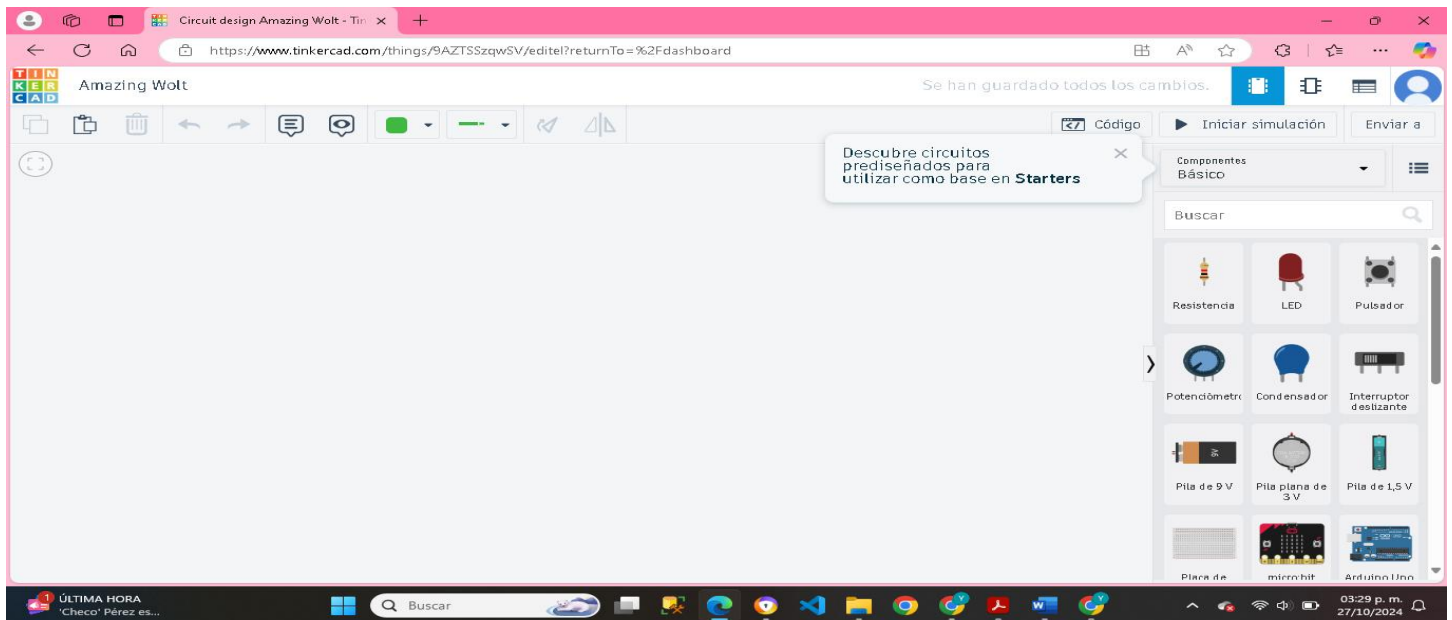 Circuit design Amazing Wolt - Tin
https://www.tinkercad.com/things/9AZTSSzqwSV/editel?returnTo=%2Fdashboard
TIN
KER
CAD
Amazing Wolt
Se han guardado todos los cambios.
Código
Iniciar simulación
Enviar a
Descubre circuitos
prediseñados para
utilizar como base en Starters
Componentes
Básico
Buscar
Resistencia
LED
Pulsador
Potenciómetro
Condensador
Interruptor
deslizante
9V
Pila de 9 V
Pila plana de
3 V
Pila de 1,5 V
Placa de
micro:bit
Arduino Uno
1
ÚLTIMA HORA
'Checo' Pérez es...
Buscar
03:29 p. m.
27/10/2024